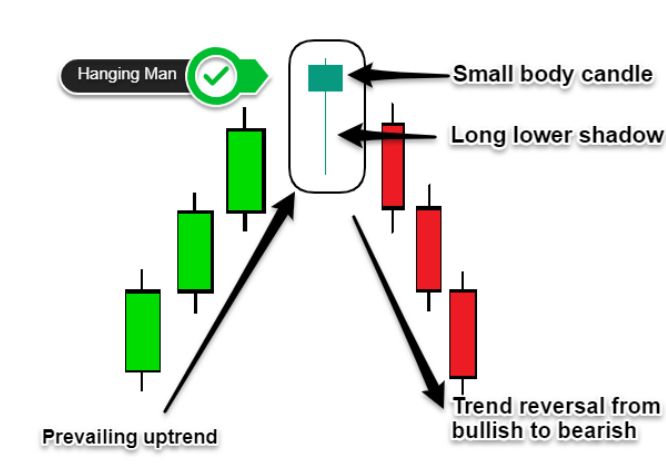 Hanging Man
Small body candle
Long lower shadow
Prevailing uptrend
Trend reversal from
bullish to bearish